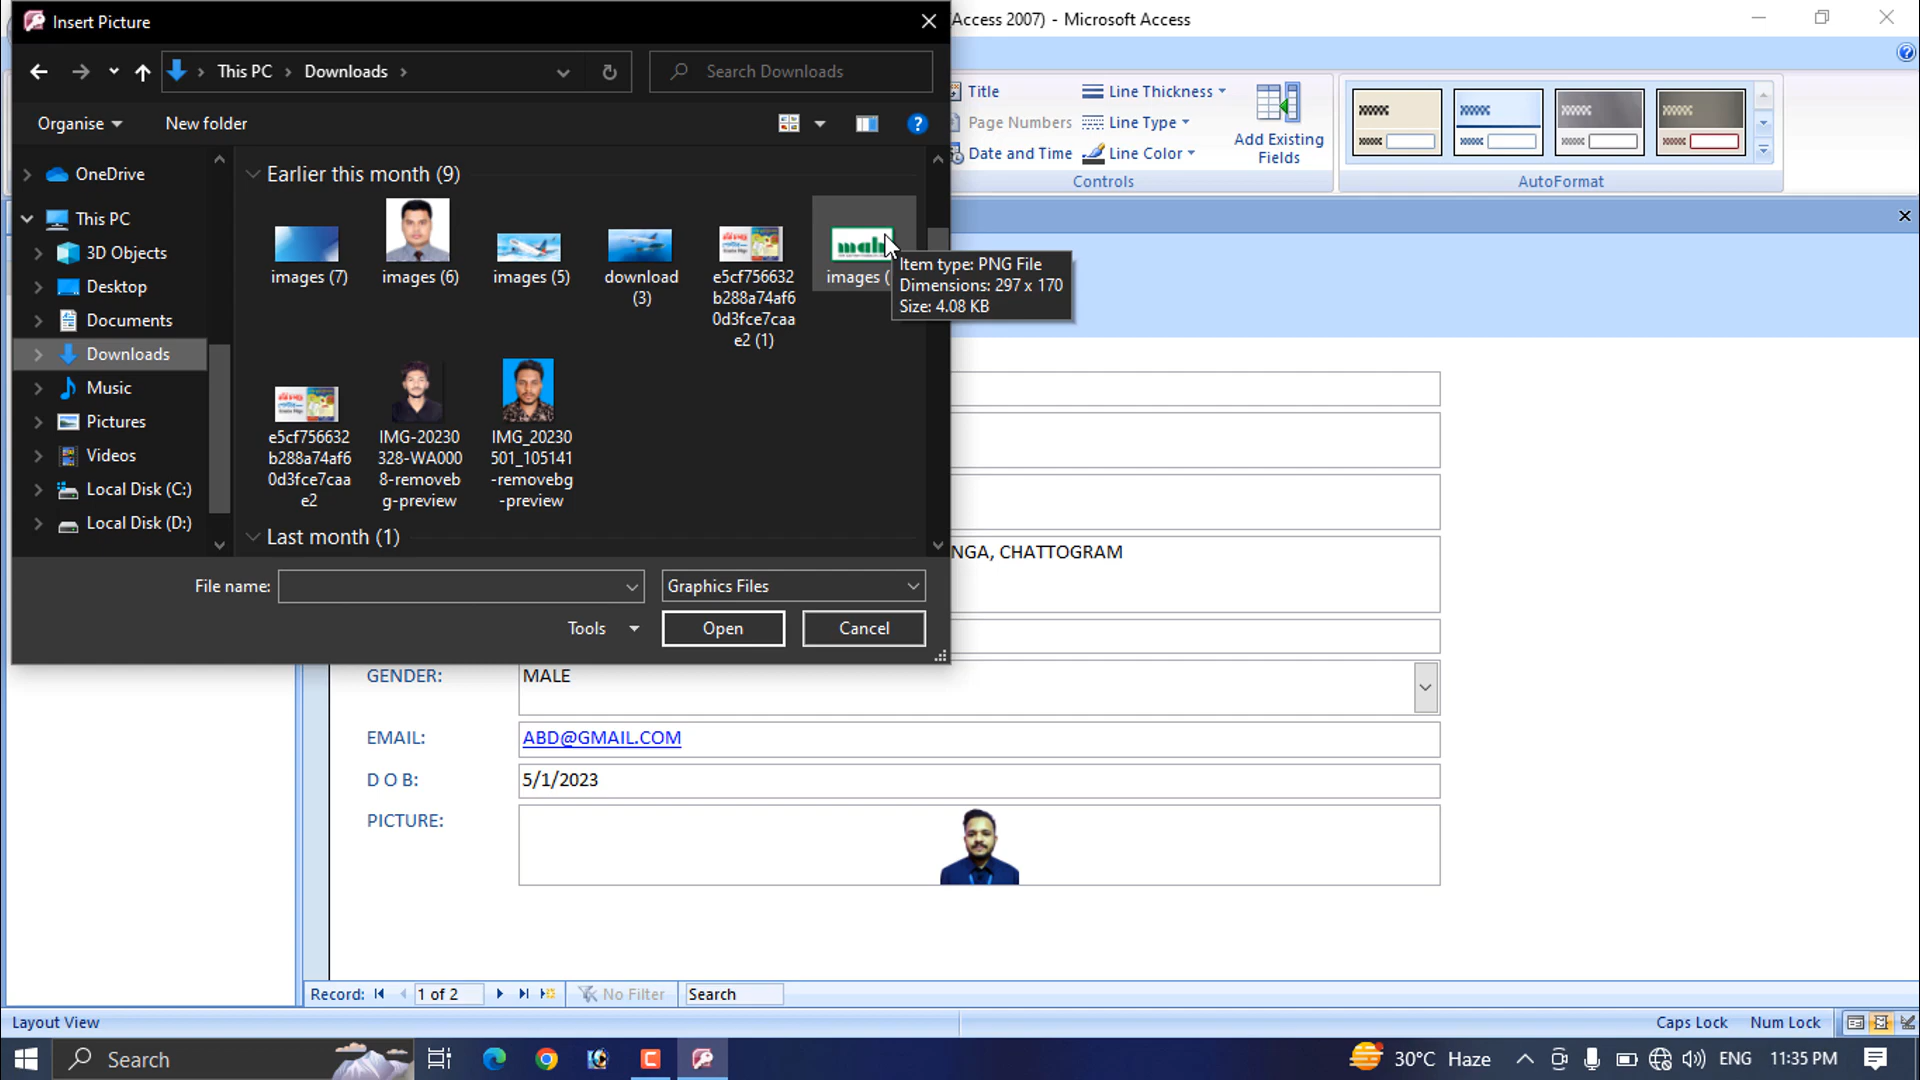 Insert Picture
(Access 2007) - Microsoft Access
This PC
Downloads
Search Downloads
Organise
New folder
Title
Page Numbers
Date and Time
Line Thickness
Line Type
Line Color
Add Existing
Fields
Controls
AutoFormat
OneDrive
This PC
3D Objects
Desktop
Documents
Downloads
Music
Pictures
Videos
Local Disk (C:)
Local Disk (D:)
Earlier this month (9)
images (7)
images (6)
images (5)
download
(3)
e5cf756632
b288a74af6
0d3fce7caa
e2 (1)
images (
Item type: PNG File
Dimensions: 297 x 170
Size: 4.08 KB
e5cf756632
b288a74af6
0d3fce7caa
e2
IMG-20230
328-WA000
8-removeb
g-preview
IMG_20230
501_105141
-removebg
-preview
Last month (1)
File name:
Graphics Files
Tools
Open
Cancel
NGA, CHATTOGRAM
GENDER:
MALE
EMAIL:
ABD@GMAIL.COM
D O B:
5/1/2023
PICTURE:
Record:
1 of 2
No Filter
Search
Layout View
Caps Lock
Num Lock
Search
30°C Haze
ENG
11:35 PM